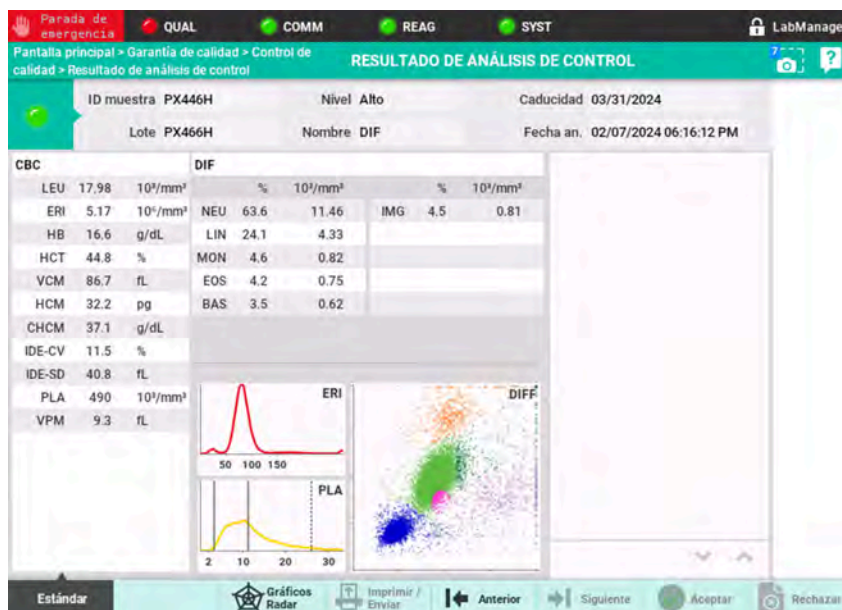 Parada de
emergencia
QUAL
COMM
REAG
SYST
LabManage
Pantalla principal > Garantía de calidad > Control de
calidad > Resultado de análisis de control
RESULTADO DE ANÁLISIS DE CONTROL
7
?
ID muestra PX446H Nivel Alto Caducidad 03/31/2024
Lote PX466H Nombre DIF Fecha an. 02/07/2024 06:16:12 PM
CBC
LEU 17.98 10³/mm³
ERI 5.17 10⁶/mm³
HB 16.6 g/dL
HCT 44.8 %
VCM 86.7 fL
HCM 32.2 pg
CHCM 37.1 g/dL
IDE-CV 11.5 %
IDE-SD 40.8 fL
PLA 490 10³/mm³
VPM 9.3 fL
DIF
% 10³/mm³ % 10³/mm³
NEU 63.6 11.46 IMG 4.5 0.81
LIN 24.1 4.33
MON 4.6 0.82
EOS 4.2 0.75
BAS 3.5 0.62
ERI
50 100 150
PLA
2 10 20 30
DIFF
Estándar
Gráficos
Radar
Imprimir /
Enviar
Anterior
Siguiente
Aceptar
Rechazar